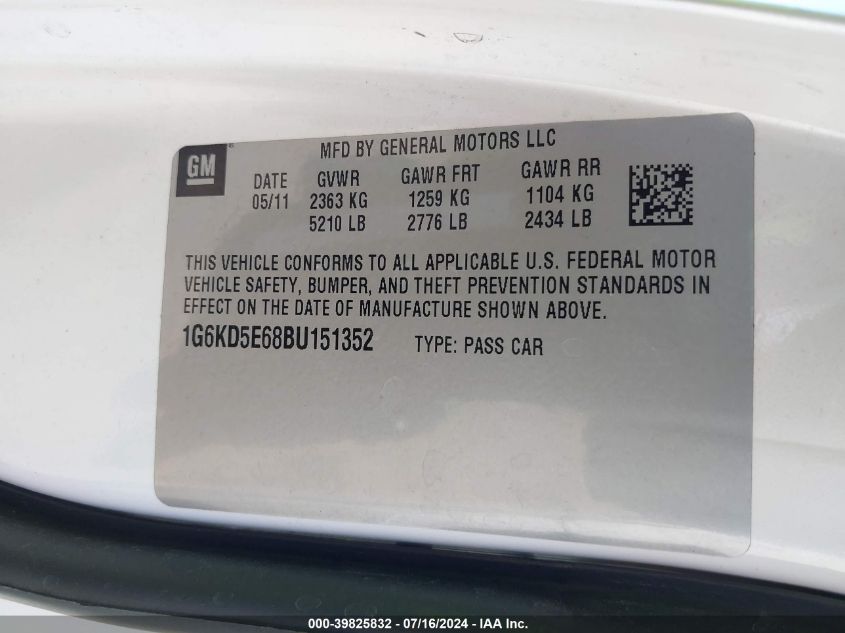 GM
MFD BY GENERAL MOTORS LLC
DATE GVWR GAWR FRT GAWR RR
05/11 2363 KG 1259 KG 1104 KG
5210 LB 2776 LB 2434 LB
THIS VEHICLE CONFORMS TO ALL APPLICABLE U.S. FEDERAL MOTOR
VEHICLE SAFETY, BUMPER, AND THEFT PREVENTION STANDARDS IN
EFFECT ON THE DATE OF MANUFACTURE SHOWN ABOVE.
1G6KD5E68BU151352 TYPE: PASS CAR
000-39825832 - 07/16/2024 - IAA Inc.